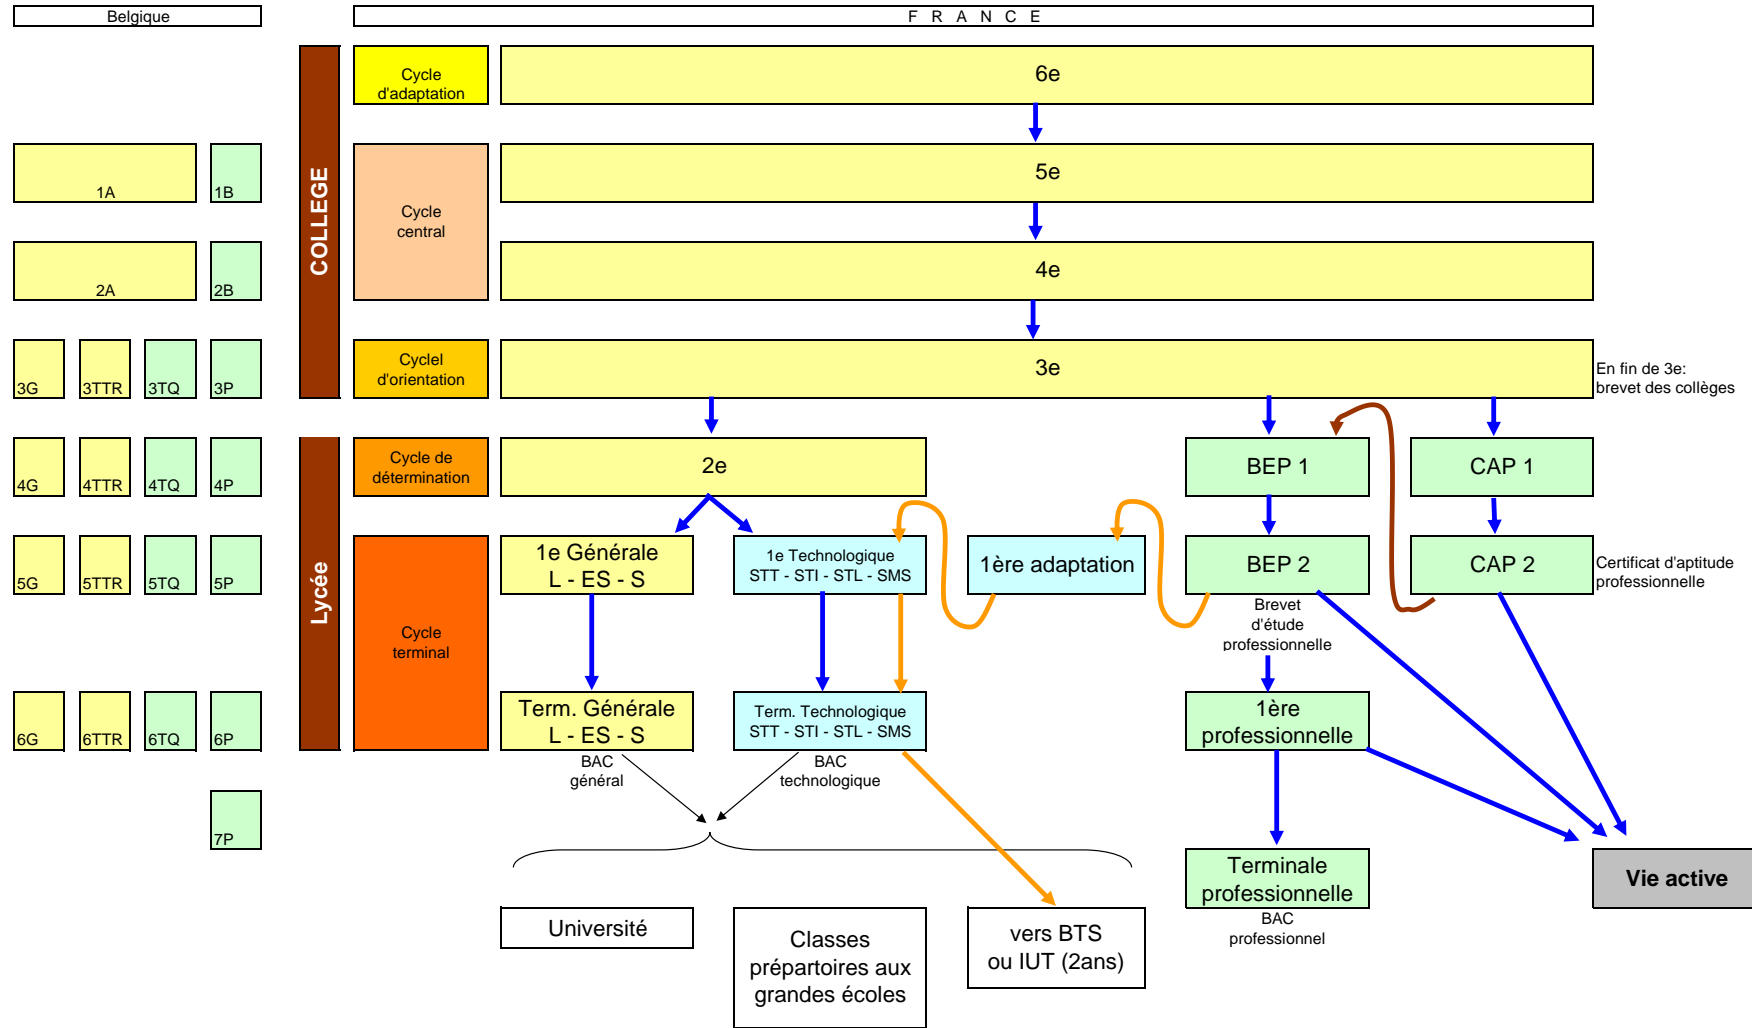 Belgique
F R A N C E
COLLEGE
Cycle
d'adaptation
6e
1A
1B
Cycle
central
5e
2A
2B
4e
3G
3TTR
3TQ
3P
Cyclel
d'orientation
3e
En fin de 3e:
brevet des collèges
Lycée
4G
4TTR
4TQ
4P
Cycle de
détermination
2e
BEP 1
CAP 1
5G
5TTR
5TQ
5P
Cycle
terminal
1e Générale
L - ES - S
1e Technologique
STT - STI - STL - SMS
1ère adaptation
BEP 2
CAP 2
Certificat d'aptitude
professionnelle
Brevet
d'étude
professionnelle
6G
6TTR
6TQ
6P
Term. Générale
L - ES - S
Term. Technologique
STT - STI - STL - SMS
1ère
professionnelle
BAC
général
BAC
technologique
7P
Terminale
professionnelle
Vie active
BAC
professionnel
Université
Classes
prépartoires aux
grandes écoles
vers BTS
ou IUT (2ans)